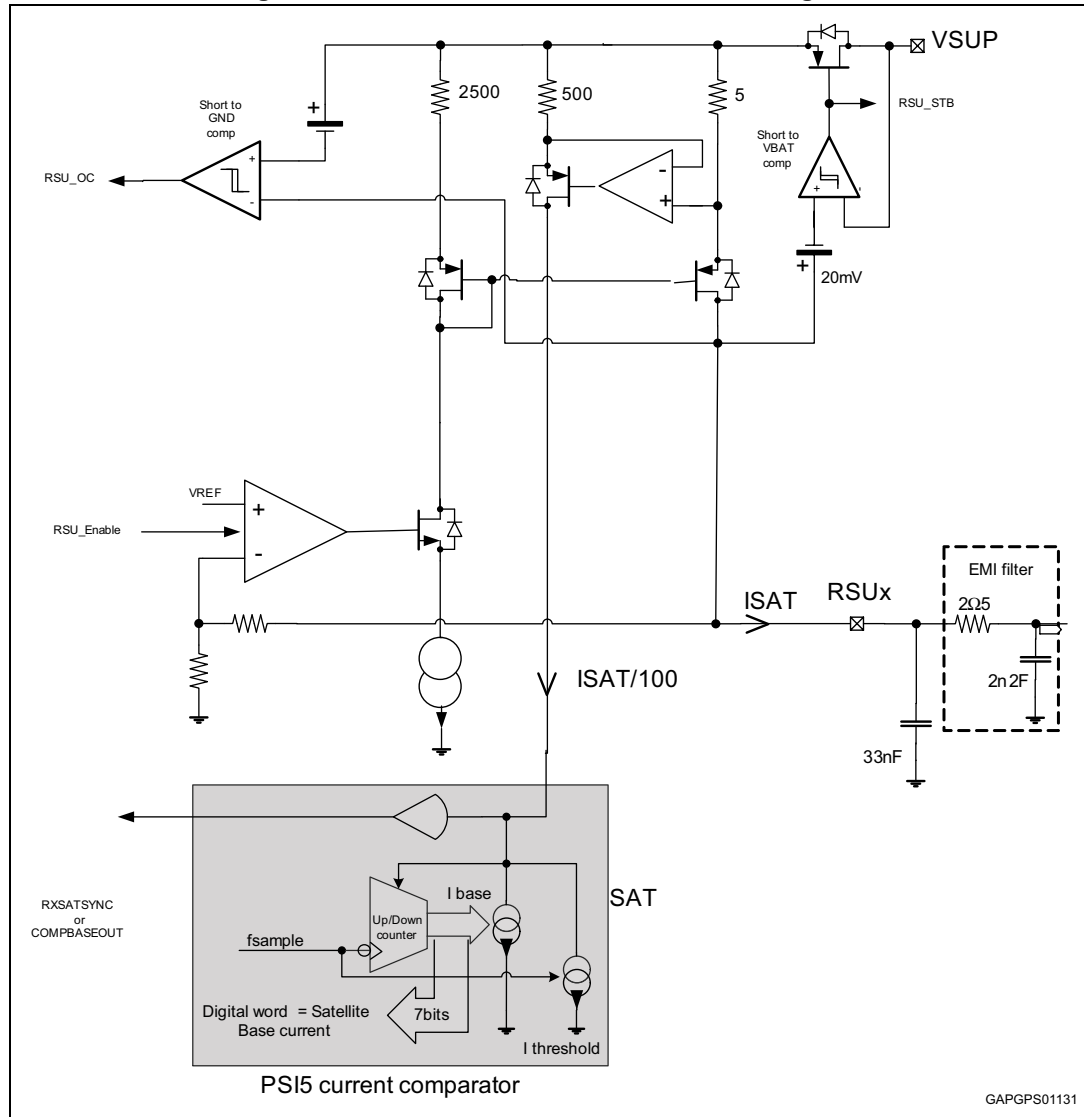 VSUP
2500
500
5
Short to
GND
comp
+
RSU_STB
Short to
VBAT
comp
-
+
RSU_OC
+
-
+
-
+
20mV
VREF
+
RSU_Enable
-
EMI filter
ISAT
RSUx
2Ω5
2n2F
ISAT/100
33nF
I base
SAT
RXSATSYNC
or
COMPBASEOUT
Up/Down
counter
fsample
Digital word = Satellite
Base current
7bits
I threshold
PSI5 current comparator
GAPGPS01131